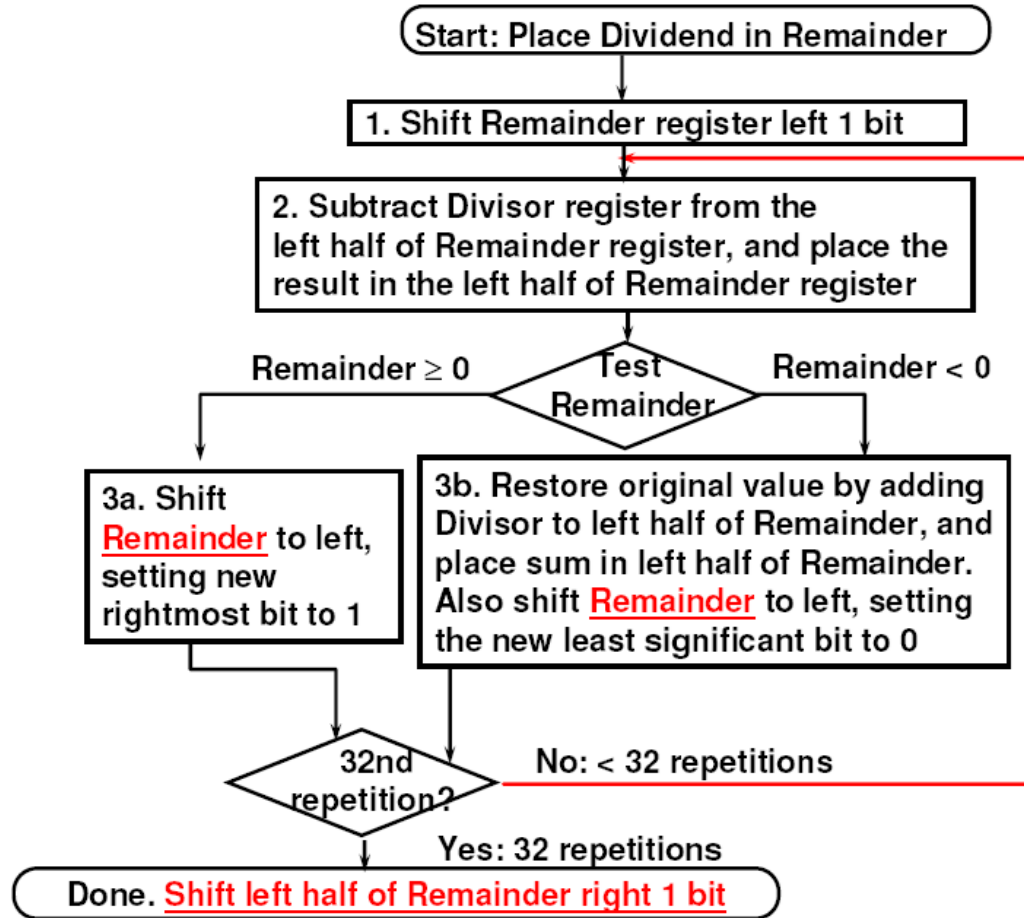 Start: Place Dividend in Remainder
1. Shift Remainder register left 1 bit
2. Subtract Divisor register from the
left half of Remainder register, and place the
result in the left half of Remainder register
Remainder ≥ 0
Test
Remainder
Remainder < 0
3a. Shift
Remainder to left,
setting new
rightmost bit to 1
3b. Restore original value by adding
Divisor to left half of Remainder, and
place sum in left half of Remainder.
Also shift Remainder to left, setting
the new least significant bit to 0
32nd
repetition?
No: < 32 repetitions
Yes: 32 repetitions
Done. Shift left half of Remainder right 1 bit